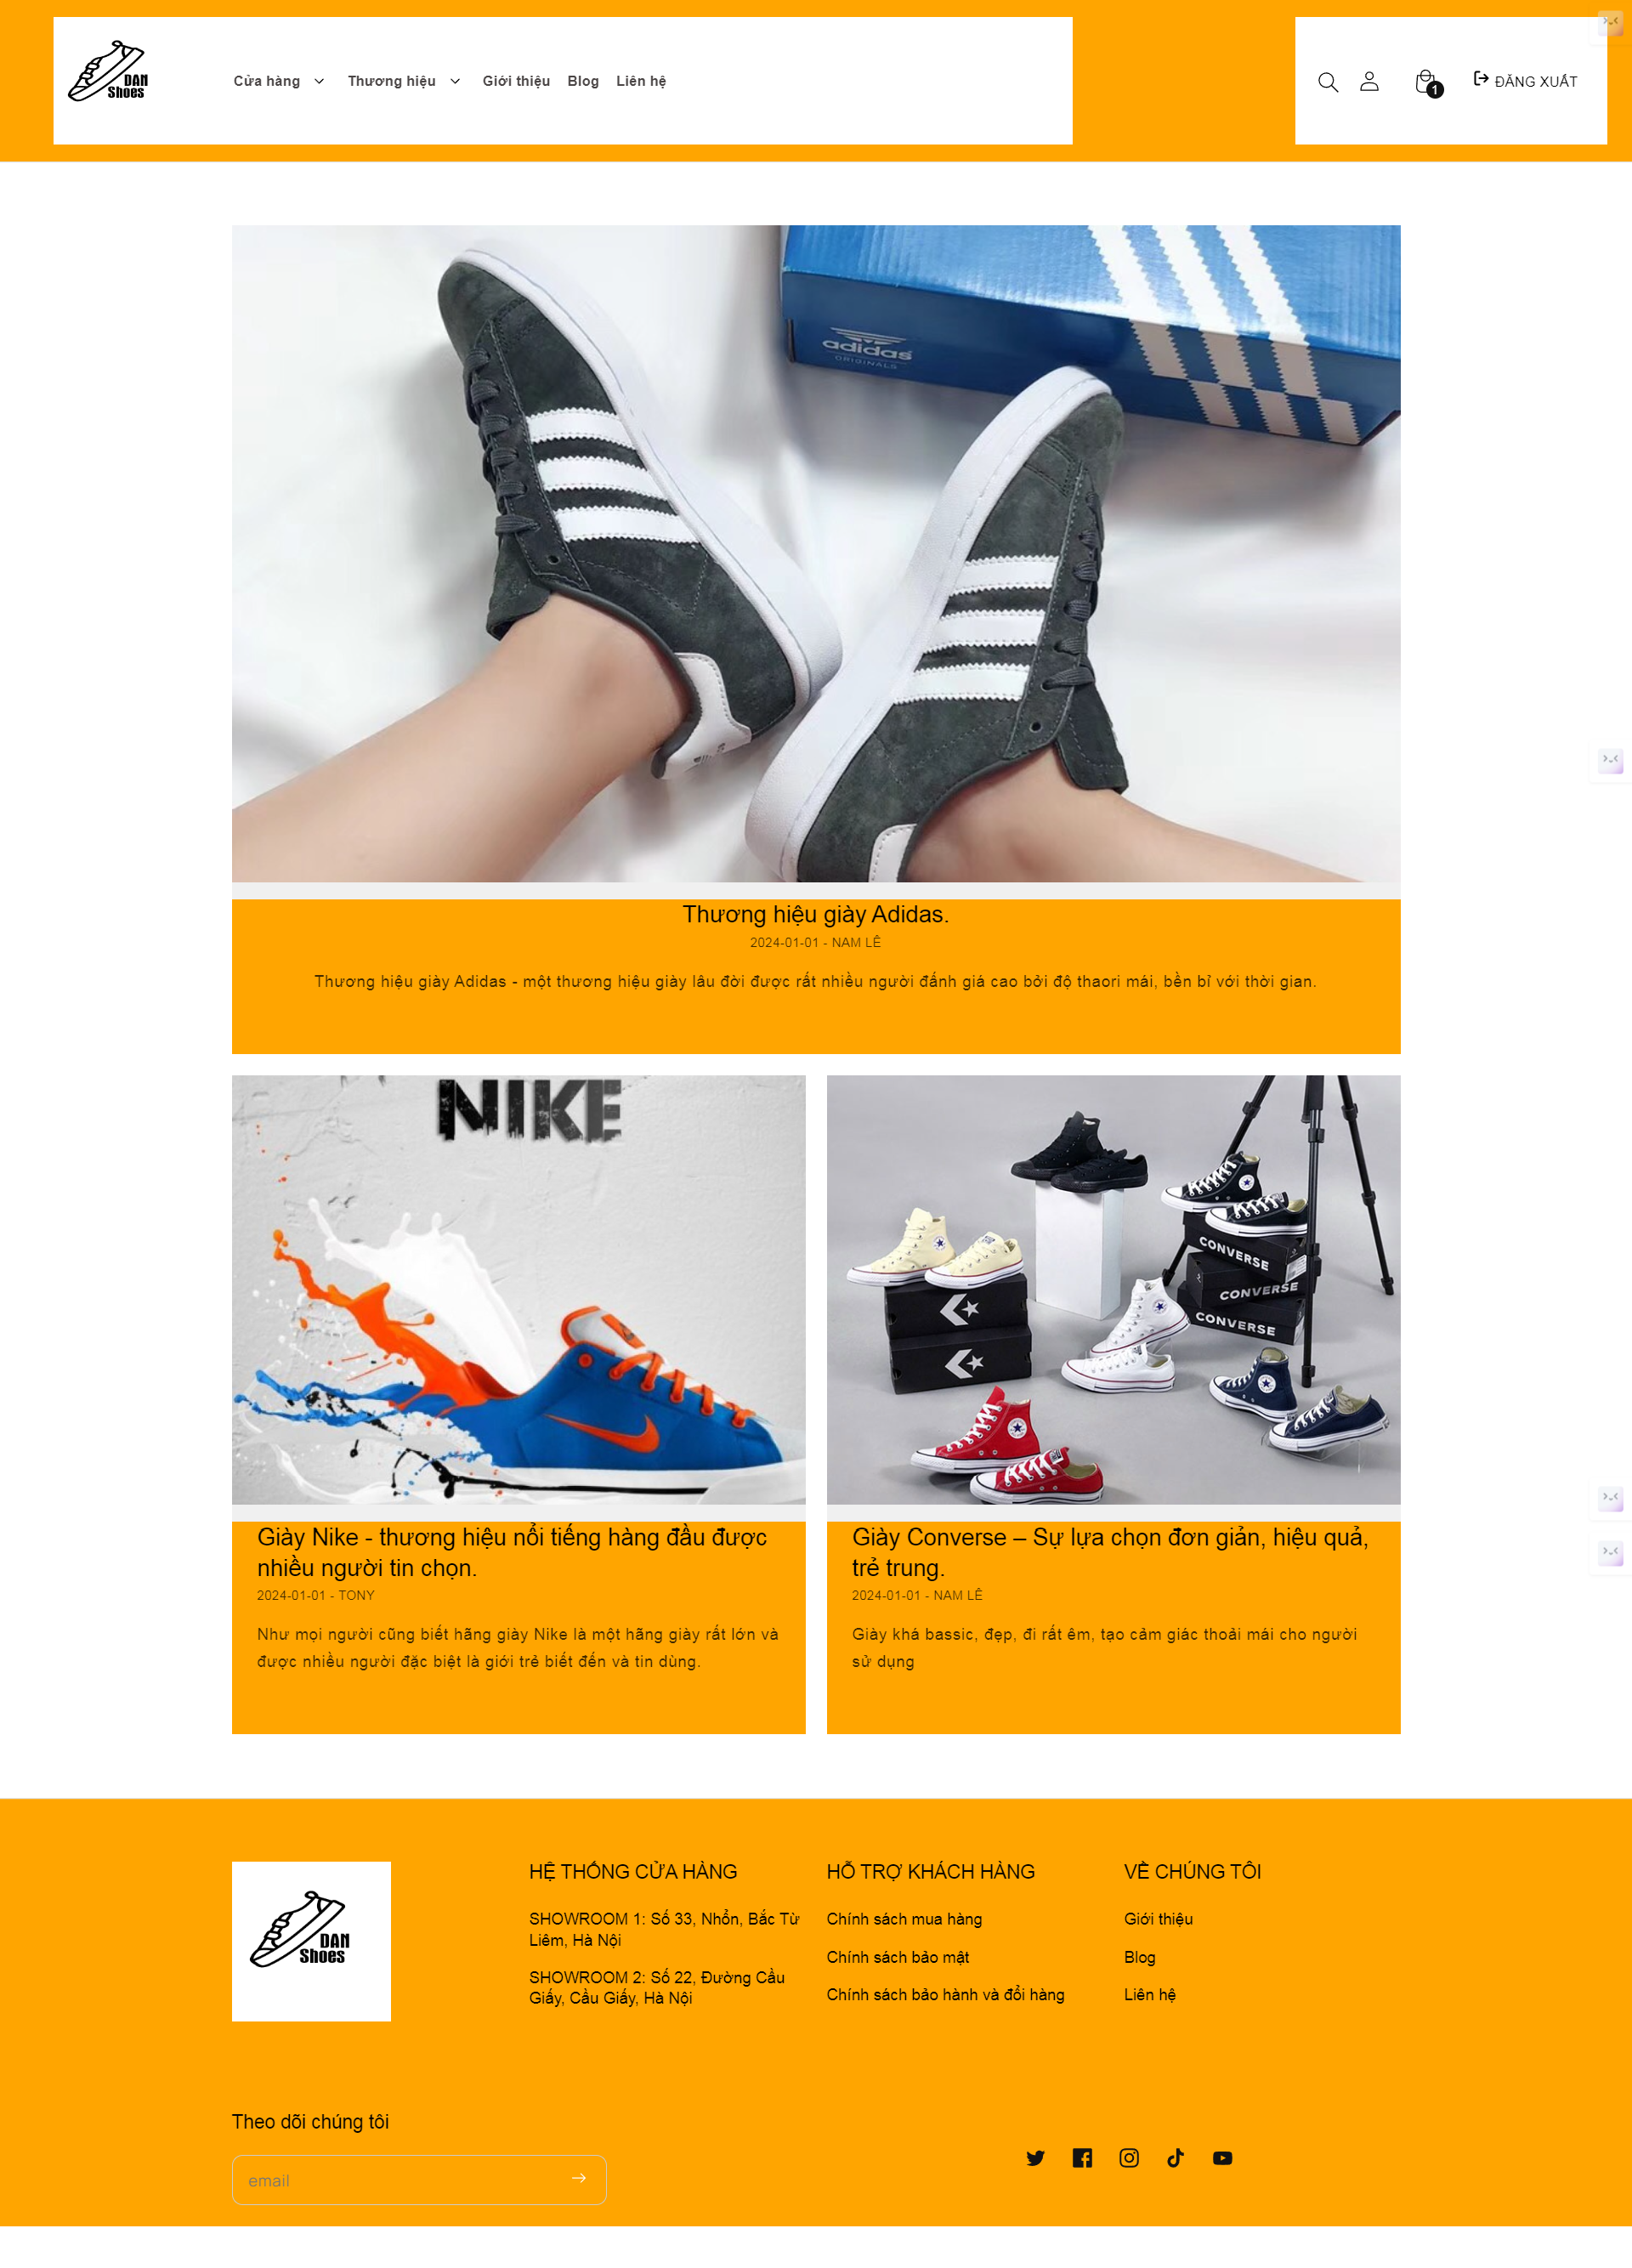 DAN
Shoes
Cửa hàng
Thương hiệu
Giới thiệu
Blog
Liên hệ
1
ĐĂNG XUẤT
adidas
ORIGINALS
Thương hiệu giày Adidas.
2024-01-01 - NAM LÊ
Thương hiệu giày Adidas - một thương hiệu giày lâu đời được rất nhiều người đấnh giá cao bởi độ thaori mái, bền bỉ với thời gian.
NIKE
CONVERSE
CONVERSE
CONVERSE
Giày Nike - thương hiệu nổi tiếng hàng đầu được
nhiều người tin chọn.
2024-01-01 - TONY
Như mọi người cũng biết hãng giày Nike là một hãng giày rất lớn và
được nhiều người đặc biệt là giới trẻ biết đến và tin dùng.
Giày Converse – Sự lựa chọn đơn giản, hiệu quả,
trẻ trung.
2024-01-01 - NAM LÊ
Giày khá bassic, đẹp, đi rất êm, tạo cảm giác thoải mái cho người
sử dụng
DAN
Shoes
HỆ THỐNG CỬA HÀNG
SHOWROOM 1: Số 33, Nhổn, Bắc Từ
Liêm, Hà Nội
SHOWROOM 2: Số 22, Đường Cầu
Giấy, Cầu Giấy, Hà Nội
HỖ TRỢ KHÁCH HÀNG
Chính sách mua hàng
Chính sách bảo mật
Chính sách bảo hành và đổi hàng
VỀ CHÚNG TÔI
Giới thiệu
Blog
Liên hệ
Theo dõi chúng tôi
email